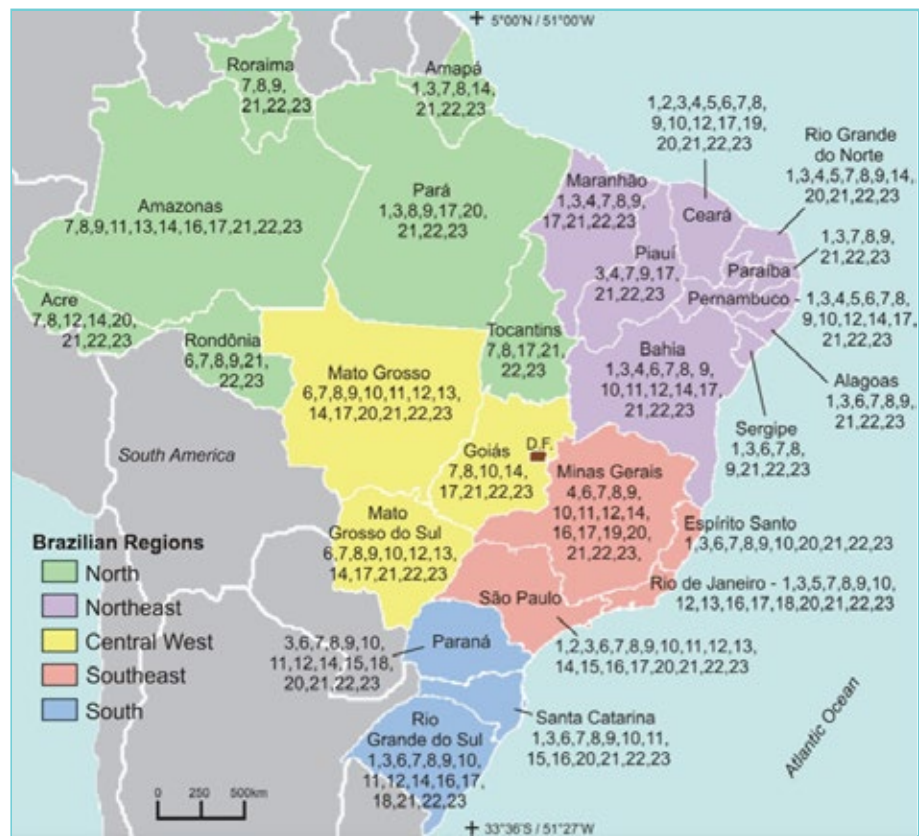 5°00'N / 51°00'W
Roraima
7,8,9,
21,22,23
Amapá
1,3,7,8,14,
21,22,23
1,2,3,4,5,6,7,8,
9,10,12,17,19,
20,21,22,23
Ceará
Rio Grande
do Norte
1,3,4,5,7,8,9,14,
20,21,22,23
Amazonas
7,8,9,11,13,14,16,17,21,22,23
Pará
1,3,8,9,17,20,
21,22,23
Maranhão
1,3,4,7,8,9,
17,21,22,23
Piauí
3,4,7,9,17,
21,22,23
1,3,7,8,9,
21,22,23
Paraíba
Pernambuco - 1,3,4,5,6,7,8,
9,10,12,14,17,
21,22,23
Acre
7,8,12,14,20,
21,22,23
Rondônia
6,7,8,9,21,
22,23
Mato Grosso
6,7,8,9,10,11,12,13,
14,17,20,21,22,23
Tocantins
7,8,17,21,
22,23
Bahia
1,3,4,6,7,8, 9,
10,11,12,14,17,
21,22,23
Alagoas
1,3,6,7,8,9,
21,22,23
Sergipe
1,3,6,7,8,
9,21,22,23
South America
Goiás
7,8,10,14,
17,21,22,23
D.F.
Minas Gerais
4,6,7,8,9,
10,11,12,14,
16,17,19,20,
21,22,23,
Mato
Grosso do Sul
6,7,8,9,10,12,13,
14,17,21,22,23
Espírito Santo
1,3,6,7,8,9,10,20,21,22,23
Rio de Janeiro - 1,3,5,7,8,9,10,
12,13,16,17,18,20,21,22,23
São Paulo
1,2,3,6,7,8,9,10,11,12,13,
14,15,16,17,20,21,22,23
Brazilian Regions
North
Northeast
Central West
Southeast
South
3,6,7,8,9,10,
11,12,14,15,18,
20,21,22,23
Paraná
Santa Catarina
1,3,6,7,8,9,10,11,
15,16,20,21,22,23
Rio
Grande do Sul
1,3,6,7,8,9,10,
11,12,14,16,17,
18,21,22,23
Atlantic Ocean
0 250 500km
33°36'S / 51°27'W